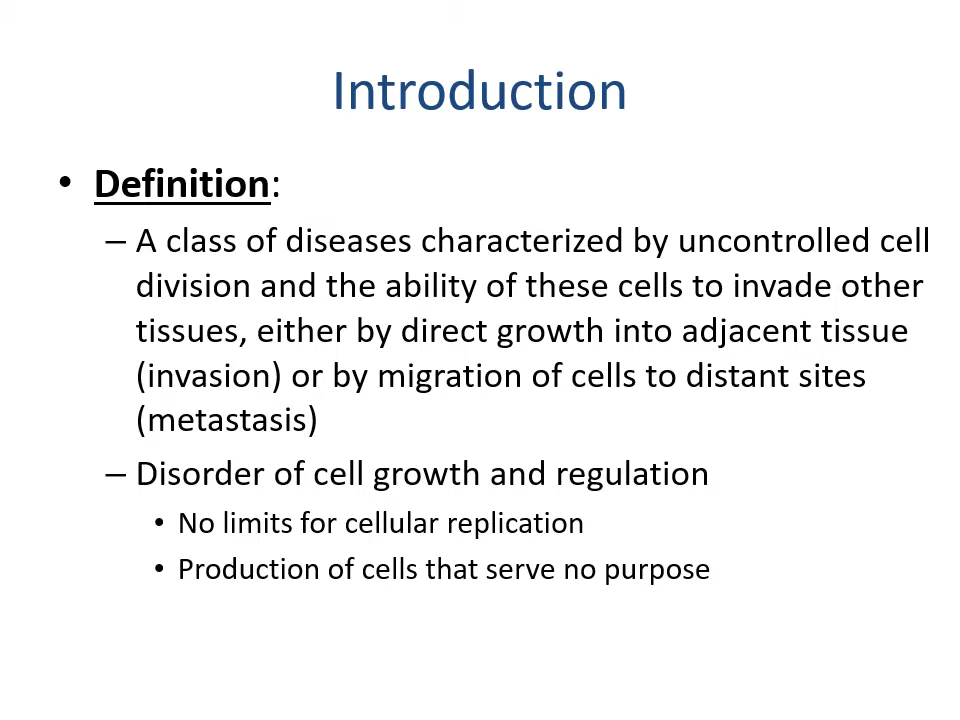 Introduction
• Definition:
– A class of diseases characterized by uncontrolled cell
division and the ability of these cells to invade other
tissues, either by direct growth into adjacent tissue
(invasion) or by migration of cells to distant sites
(metastasis)
– Disorder of cell growth and regulation
• No limits for cellular replication
• Production of cells that serve no purpose